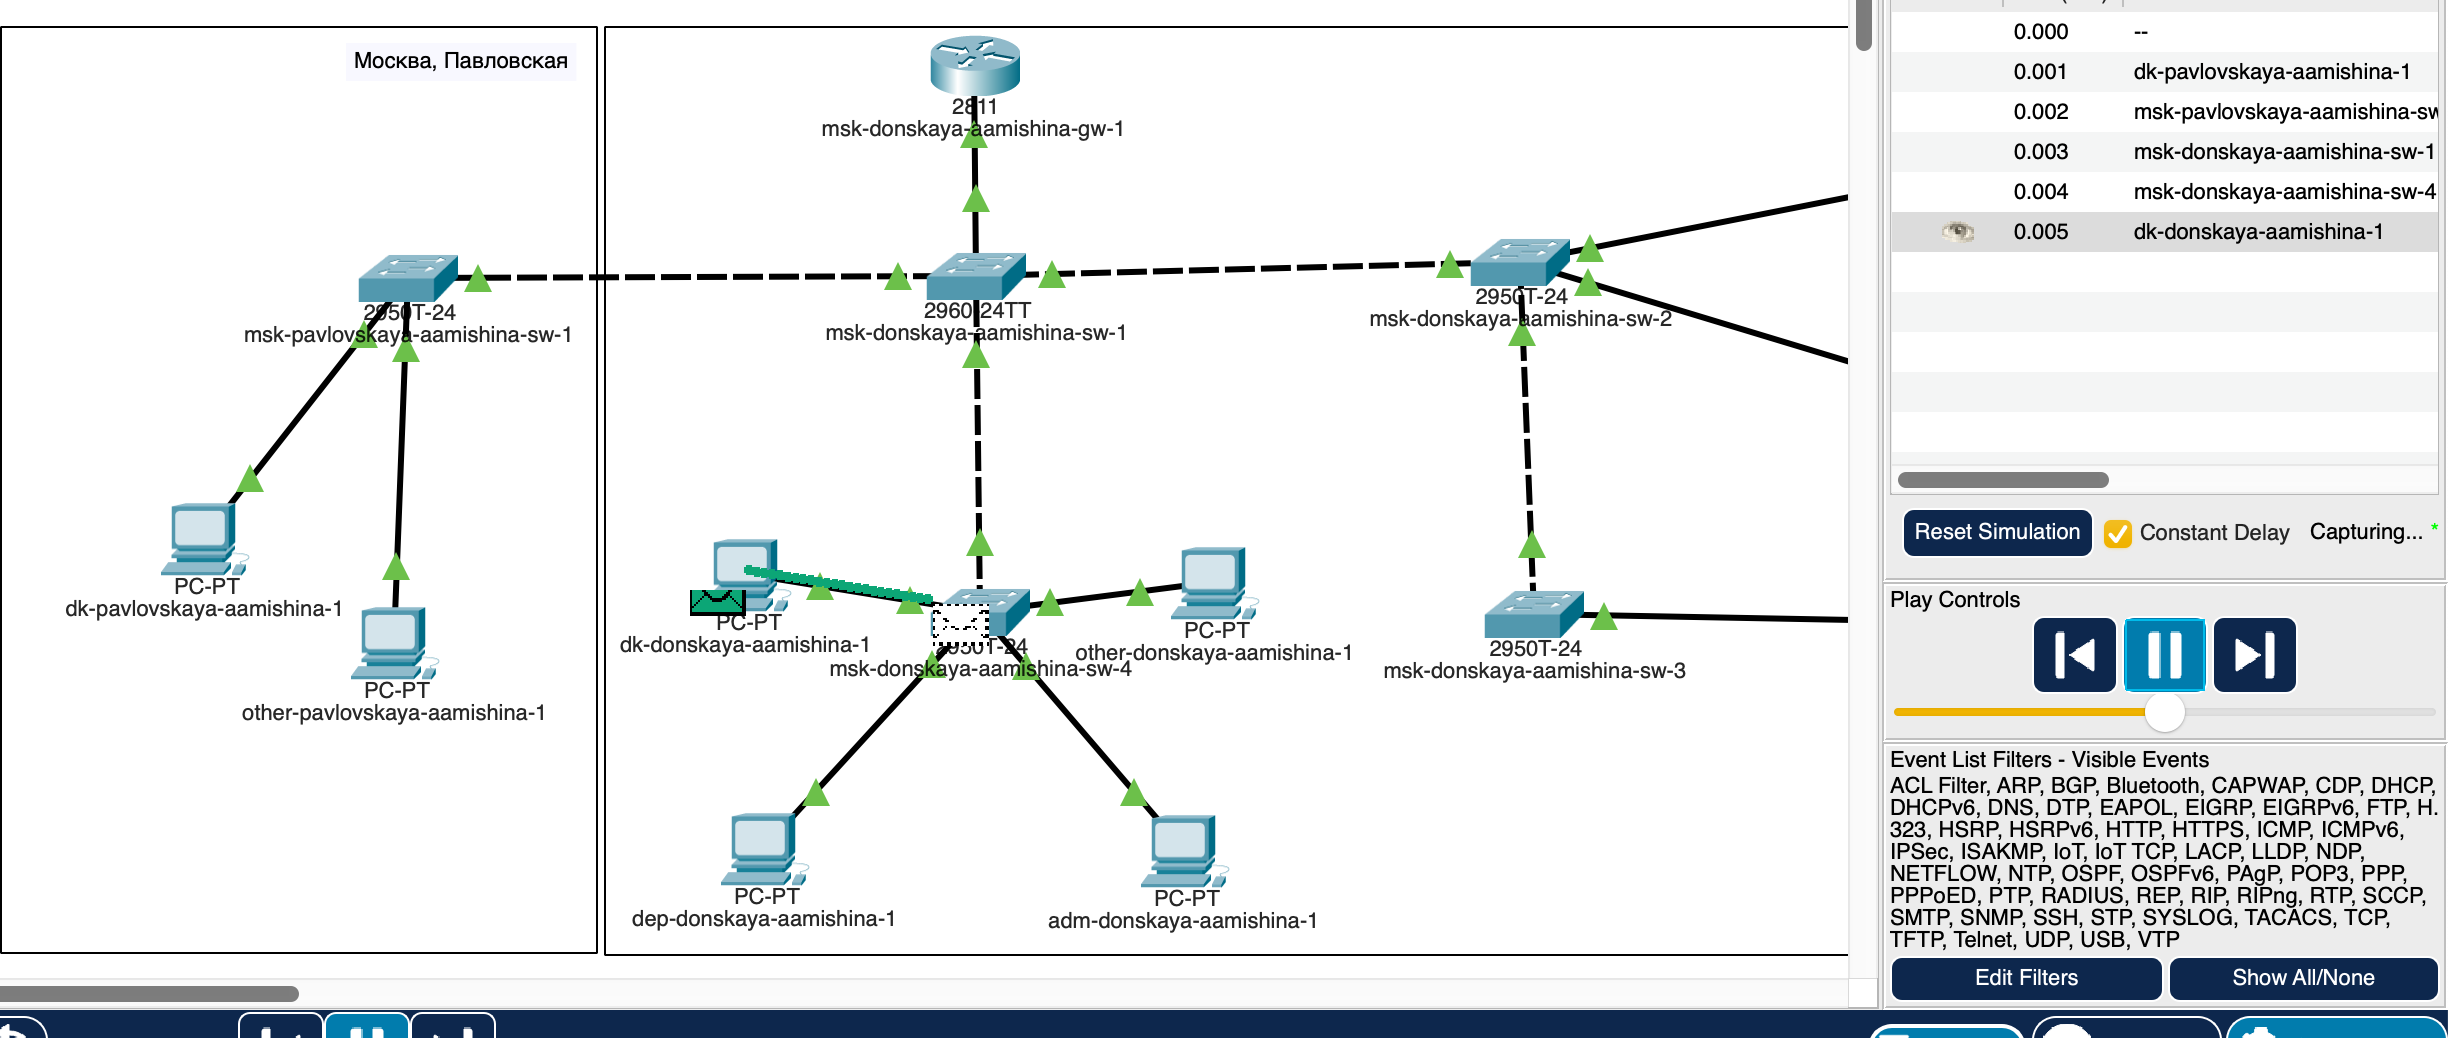 Москва, Павловская
2811
msk-donskaya-aamishina-gw-1
2950T-24
msk-pavlovskaya-aamishina-sw-1
2960-24TT
msk-donskaya-aamishina-sw-1
2950T-24
msk-donskaya-aamishina-sw-2
PC-PT
dk-pavlovskaya-aamishina-1
PC-PT
other-pavlovskaya-aamishina-1
PC-PT
dk-donskaya-aamishina-1
2950T-24
msk-donskaya-aamishina-sw-4
PC-PT
other-donskaya-aamishina-1
2950T-24
msk-donskaya-aamishina-sw-3
PC-PT
dep-donskaya-aamishina-1
PC-PT
adm-donskaya-aamishina-1
0.000 --
0.001 dk-pavlovskaya-aamishina-1
0.002 msk-pavlovskaya-aamishina-sw
0.003 msk-donskaya-aamishina-sw-1
0.004 msk-donskaya-aamishina-sw-4
0.005 dk-donskaya-aamishina-1
Reset Simulation Constant Delay Capturing... *
Play Controls
Event List Filters - Visible Events
ACL Filter, ARP, BGP, Bluetooth, CAPWAP, CDP, DHCP,
DHCPv6, DNS, DTP, EAPOL, EIGRP, EIGRPv6, FTP, H.
323, HSRP, HSRPv6, HTTP, HTTPS, ICMP, ICMPv6,
IPSec, ISAKMP, IoT, IoT TCP, LACP, LLDP, NDP,
NETFLOW, NTP, OSPF, OSPFv6, PAgP, POP3, PPP,
PPPoED, PTP, RADIUS, REP, RIP, RIPng, RTP, SCCP,
SMTP, SNMP, SSH, STP, SYSLOG, TACACS, TCP,
TFTP, Telnet, UDP, USB, VTP
Edit Filters Show All/None